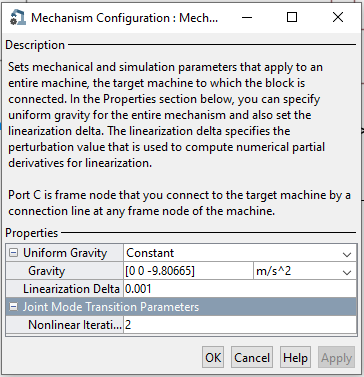 Mechanism Configuration : Mech...
Description
Sets mechanical and simulation parameters that apply to an
entire machine, the target machine to which the block is
connected. In the Properties section below, you can specify
uniform gravity for the entire mechanism and also set the
linearization delta. The linearization delta specifies the
perturbation value that is used to compute numerical partial
derivatives for linearization.
Port C is frame node that you connect to the target machine by a
connection line at any frame node of the machine.
Properties
Uniform Gravity Constant
Gravity [0 0 -9.80665] m/s^2
Linearization Delta 0.001
Joint Mode Transition Parameters
Nonlinear Iterati... 2
OK Cancel Help Apply